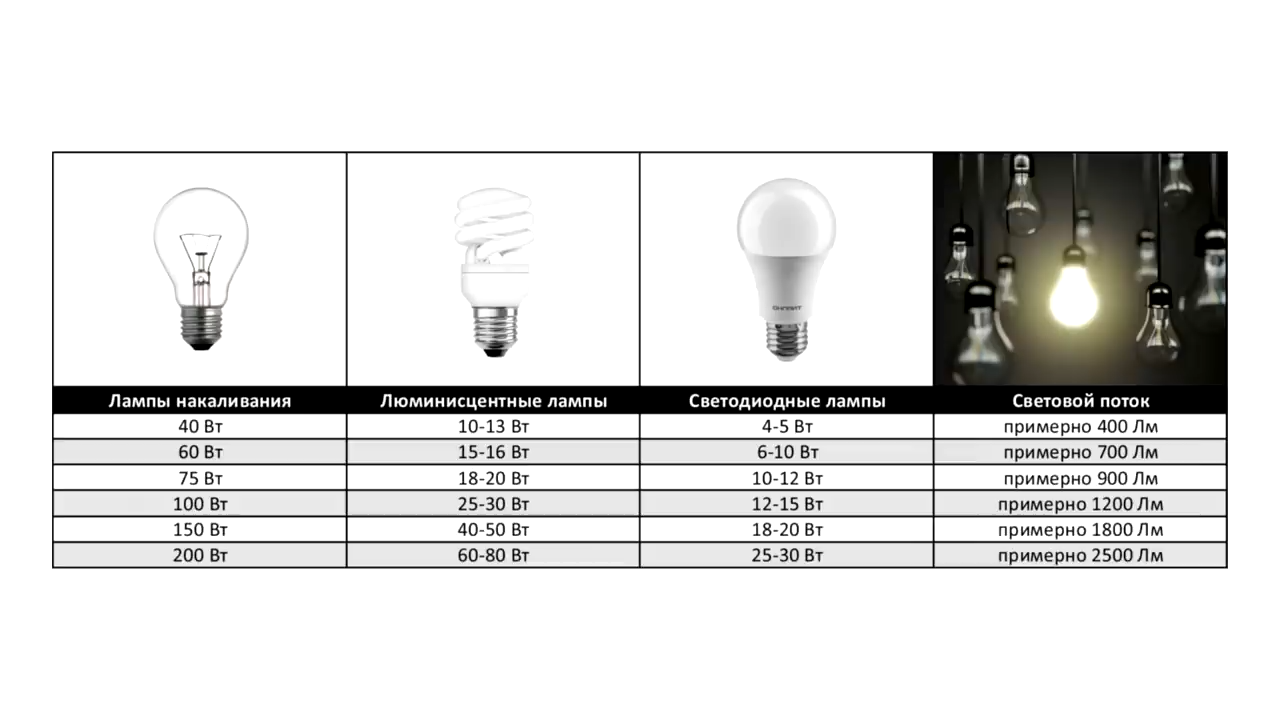 ОНЛАЙТ
Лампы накаливания Люминисцентные лампы Светодиодные лампы Световой поток
40 Вт 10-13 Вт 4-5 Вт примерно 400 Лм
60 Вт 15-16 Вт 6-10 Вт примерно 700 Лм
75 Вт 18-20 Вт 10-12 Вт примерно 900 Лм
100 Вт 25-30 Вт 12-15 Вт примерно 1200 Лм
150 Вт 40-50 Вт 18-20 Вт примерно 1800 Лм
200 Вт 60-80 Вт 25-30 Вт примерно 2500 Лм